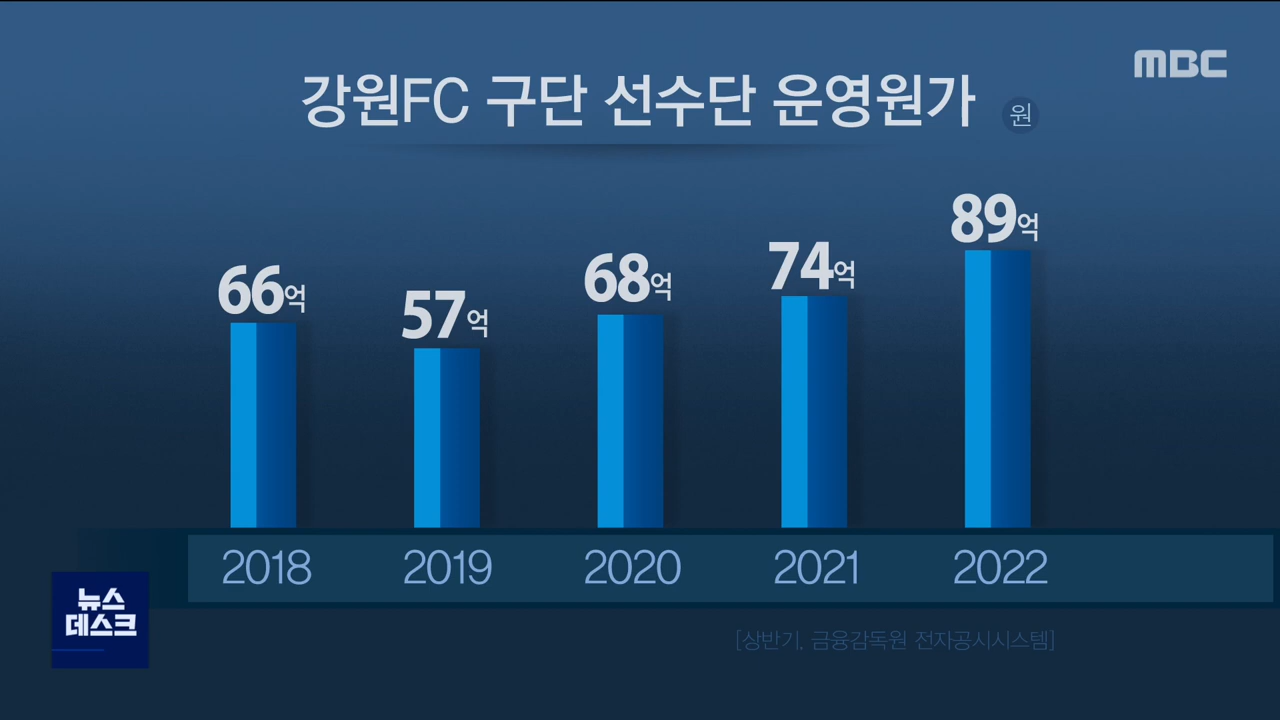 MBC
강원FC 구단 선수단 운영원가 원
66억
57억
68억
74억
89억
2018 2019 2020 2021 2022
뉴스
데스크
[상반기, 금융감독원 전자공시시스템]